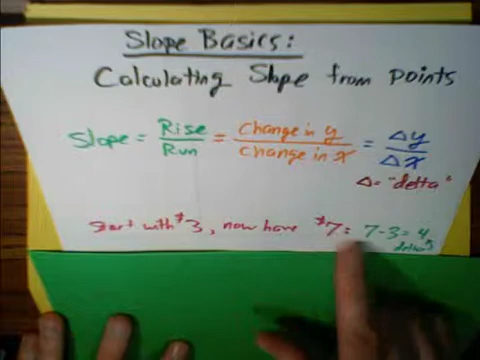 Slope Basics:
Calculating Slope from points
Slope = Rise/Run = Change in y/Change in x = Δy/Δx
Δ = "delta"
Start with $3, now have $7: 7-3=4
delta $